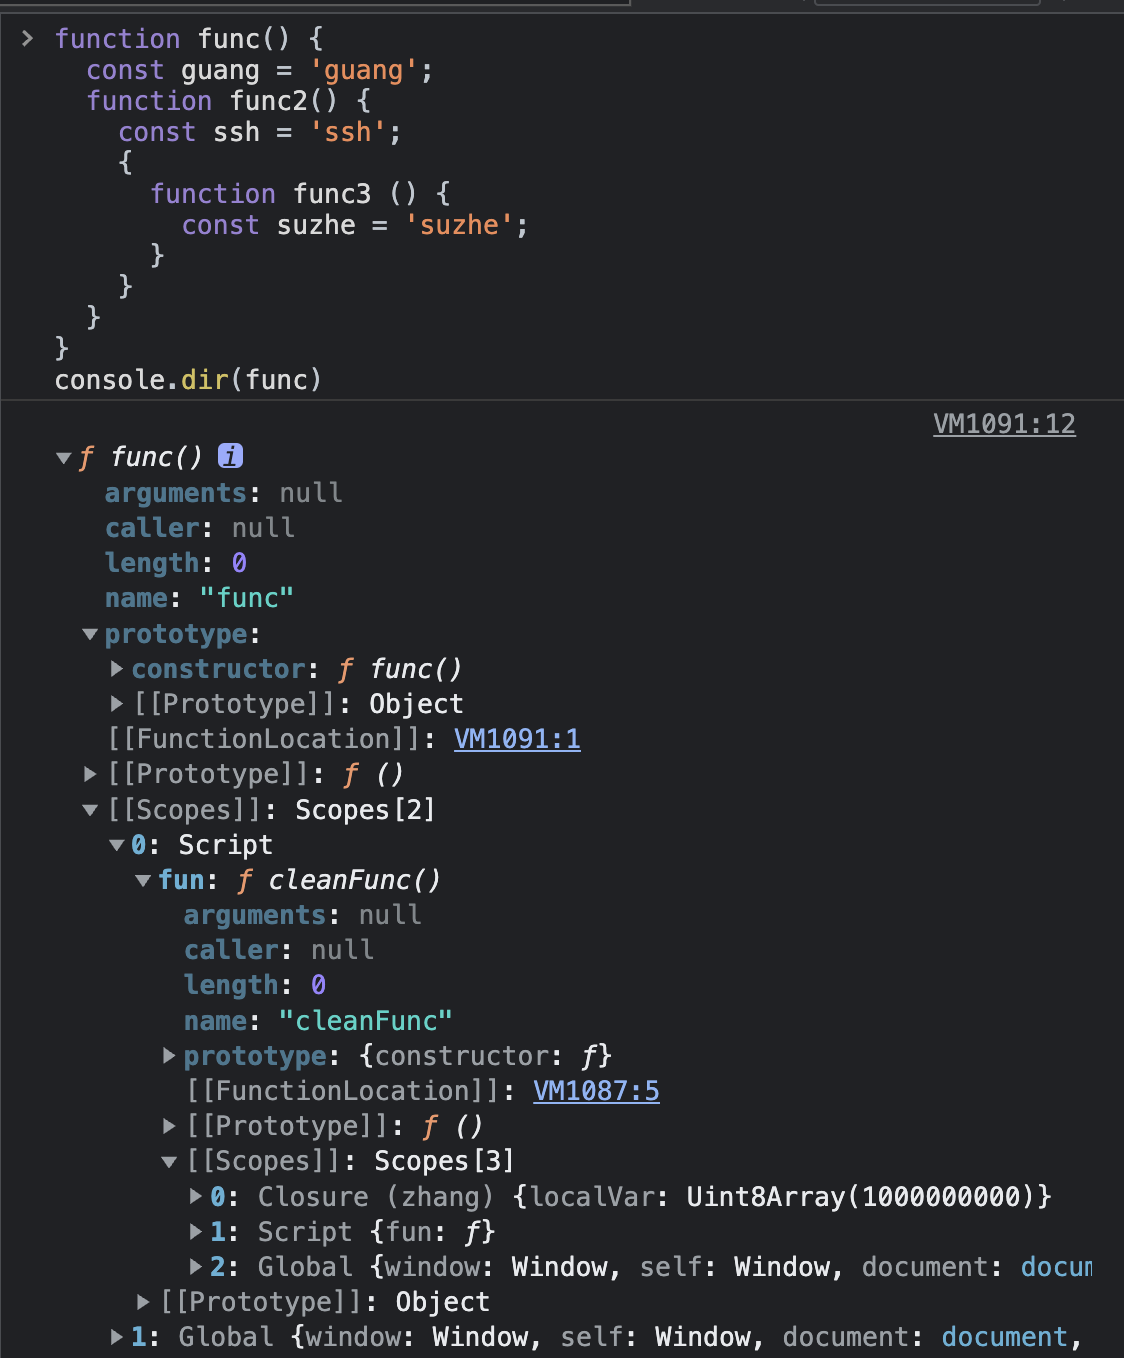 function func() {
const guang = 'guang';
function func2() {
const ssh = 'ssh';
{
function func3 () {
const suzhe = 'suzhe';
}
}
}
}
console.dir(func)
VM1091:12
ƒ func() i
arguments: null
caller: null
length: 0
name: "func"
prototype:
constructor: ƒ func()
[[Prototype]]: Object
[[FunctionLocation]]: VM1091:1
[[Prototype]]: ƒ ()
[[Scopes]]: Scopes[2]
0: Script
fun: ƒ cleanFunc()
arguments: null
caller: null
length: 0
name: "cleanFunc"
prototype: {constructor: ƒ}
[[FunctionLocation]]: VM1087:5
[[Prototype]]: ƒ ()
[[Scopes]]: Scopes[3]
0: Closure (zhang) {localVar: Uint8Array(1000000000)}
1: Script {fun: ƒ}
2: Global {window: Window, self: Window, document: docum
[[Prototype]]: Object
1: Global {window: Window, self: Window, document: document,